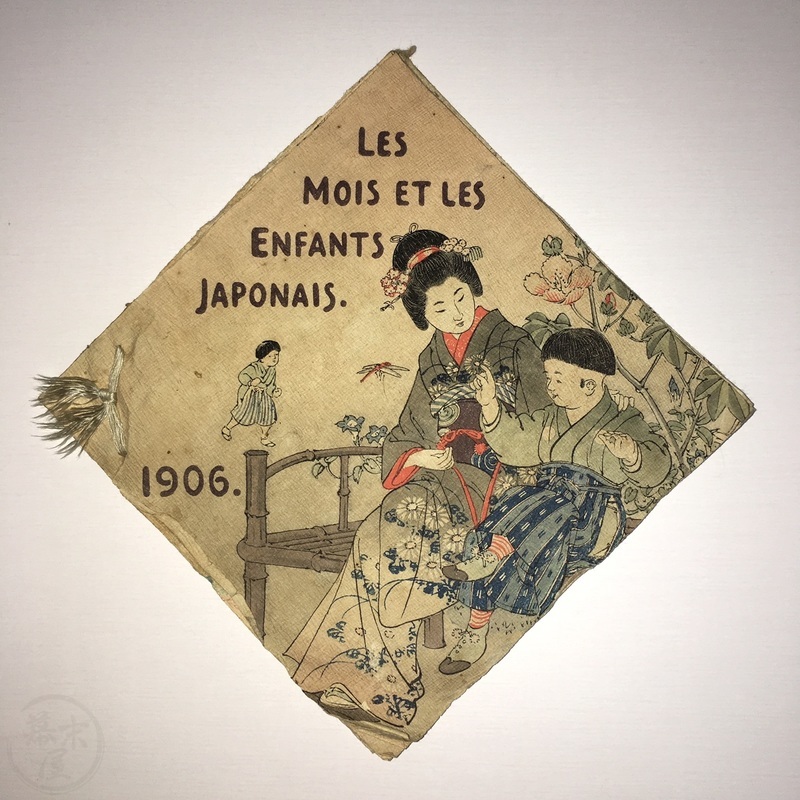 LES
MOIS ET LES
ENFANTS
JAPONAIS.
1906.